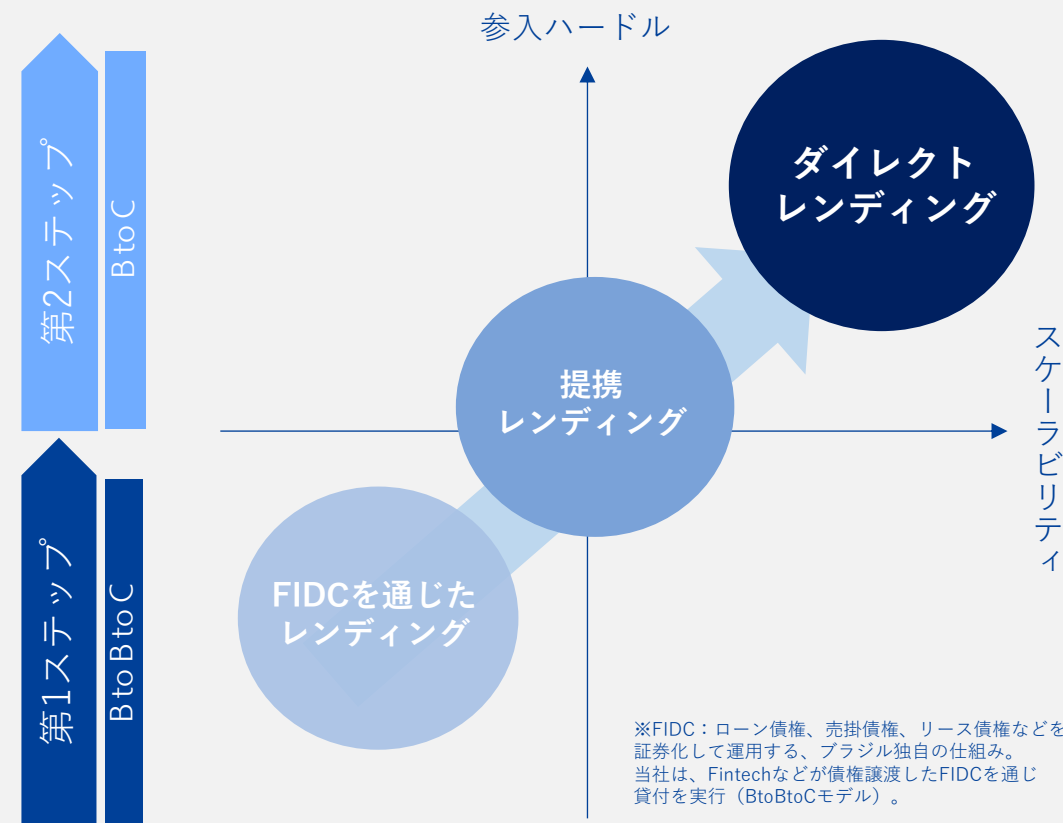 参入ハードル
第2ステップ
BtoC
ダイレクト
レンディング
提携
レンディング
スケーラビリティ
第1ステップ
BtoBtoC
FIDCを通じた
レンディング
※FIDC：ローン債権、売掛債権、リース債権などを
証券化して運用する、ブラジル独自の仕組み。
当社は、Fintechなどが債権譲渡したFIDCを通じ
貸付を実行（BtoBtoCモデル）。